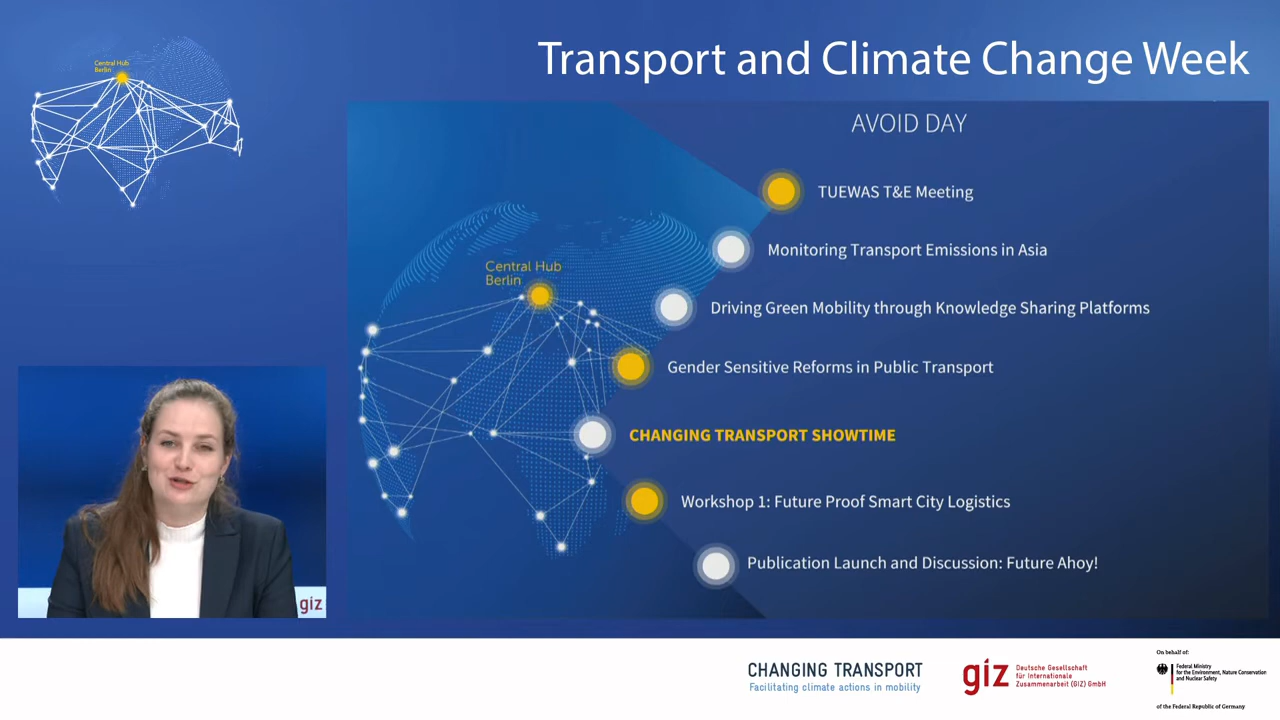 Transport and Climate Change Week
Central Hub
Berlin
AVOID DAY
TUEWAS T&E Meeting
Monitoring Transport Emissions in Asia
Driving Green Mobility through Knowledge Sharing Platforms
Central Hub
Berlin
Gender Sensitive Reforms in Public Transport
CHANGING TRANSPORT SHOWTIME
Workshop 1: Future Proof Smart City Logistics
Publication Launch and Discussion: Future Ahoy!
giz
CHANGING TRANSPORT
Facilitating climate actions in mobility
giz
Deutsche Gesellschaft
für Internationale
Zusammenarbeit (GIZ) GmbH
On behalf of:
Federal Ministry
for the Environment, Nature Conservation
and Nuclear Safety
of the Federal Republic of Germany